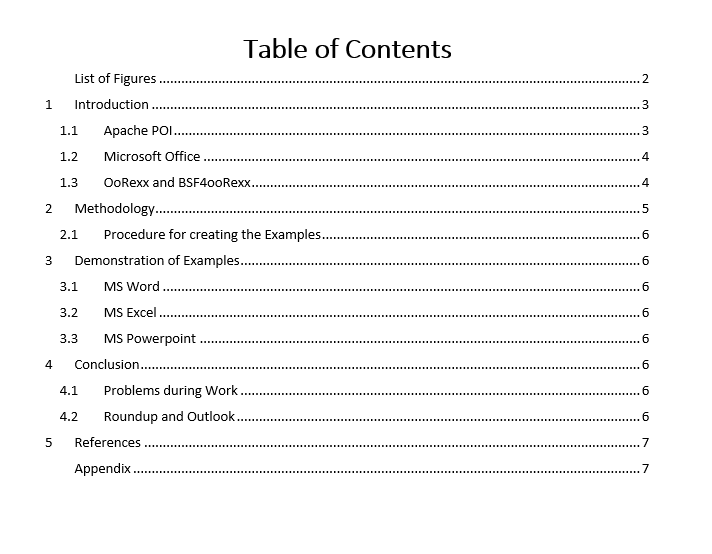 Table of Contents
List of Figures ........................................................ 2
1 Introduction ........................................................ 3
1.1 Apache POI ........................................................ 3
1.2 Microsoft Office ........................................................ 4
1.3 OoRexx and BSF4ooRexx ........................................................ 4
2 Methodology ........................................................ 5
2.1 Procedure for creating the Examples ........................................................ 6
3 Demonstration of Examples ........................................................ 6
3.1 MS Word ........................................................ 6
3.2 MS Excel ........................................................ 6
3.3 MS Powerpoint ........................................................ 6
4 Conclusion ........................................................ 6
4.1 Problems during Work ........................................................ 6
4.2 Roundup and Outlook ........................................................ 6
5 References ........................................................ 7
Appendix ........................................................ 7